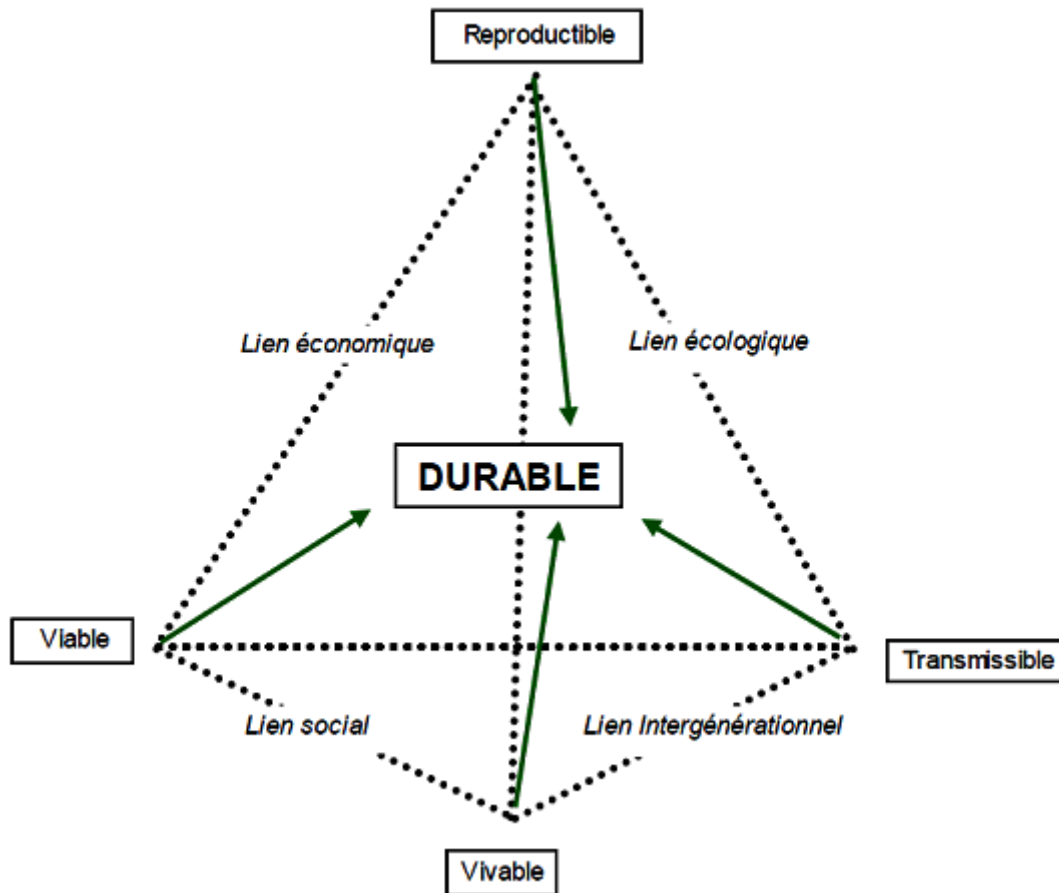 Reproductible
Lien économique
Lien écologique
DURABLE
Viable
Transmissible
Lien social
Lien Intergénérationnel
Vivable